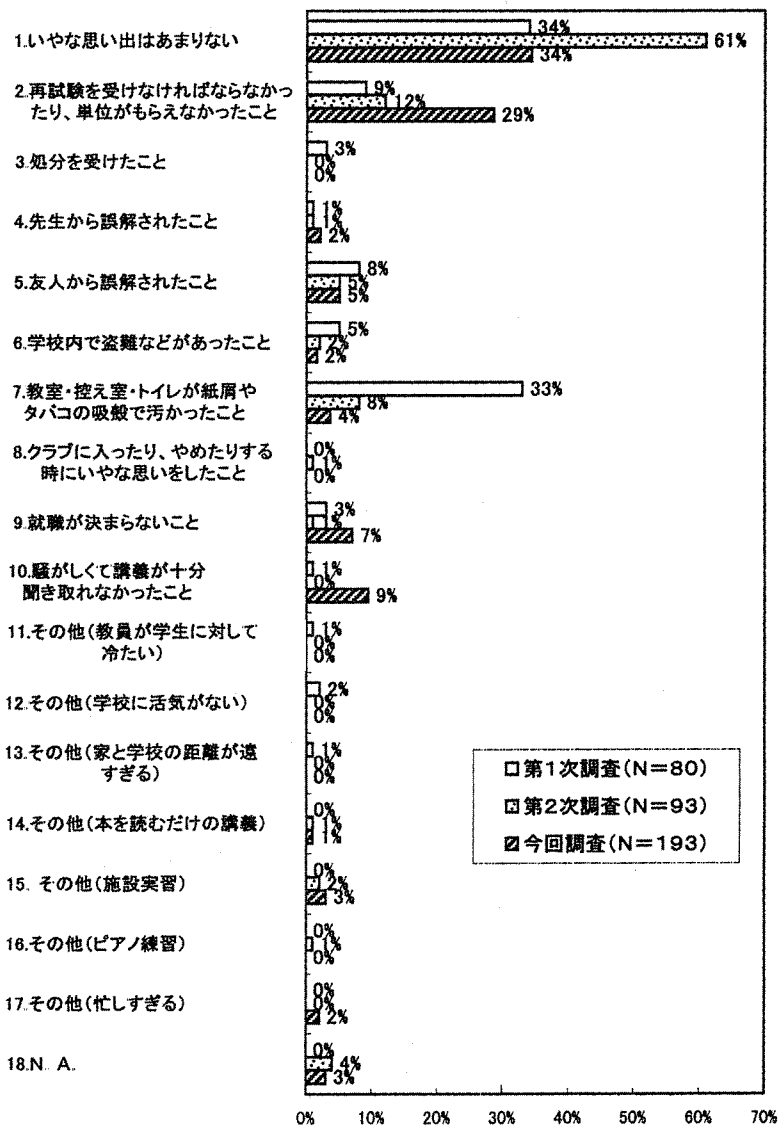 34%
1.いやな思い出はあまりない
61%
34%
2.再試験を受けなければならなかっ
たり、単位がもらえなかったこと
9%
12%
29%
3.処分を受けたこと
3%
0%
0%
4.先生から誤解されたこと
1%
1%
2%
5.友人から誤解されたこと
8%
5%
5%
6.学校内で盗難などがあったこと
5%
2%
2%
7.教室・控え室・トイレが紙屑や
タバコの吸殻で汚かったこと
33%
8%
4%
8.クラブに入ったり、やめたりする
時にいやな思いをしたこと
0%
1%
0%
9.就職が決まらないこと
3%
7%
10.騒がしくて講義が十分
聞き取れなかったこと
1%
0%
9%
11.その他(教員が学生に対して
冷たい)
1%
0%
0%
12.その他(学校に活気がない)
2%
0%
0%
13.その他(家と学校の距離が遠
すぎる)
1%
0%
0%
14.その他(本を読むだけの講義)
0%
1%
1%
15.その他(施設実習)
0%
2%
3%
16.その他(ピアノ練習)
0%
1%
0%
17.その他(忙しすぎる)
0%
0%
2%
18.N.A.
0%
4%
3%
第1次調査(N=80)
第2次調査(N=93)
今回調査(N=193)
0% 10% 20% 30% 40% 50% 60% 70%